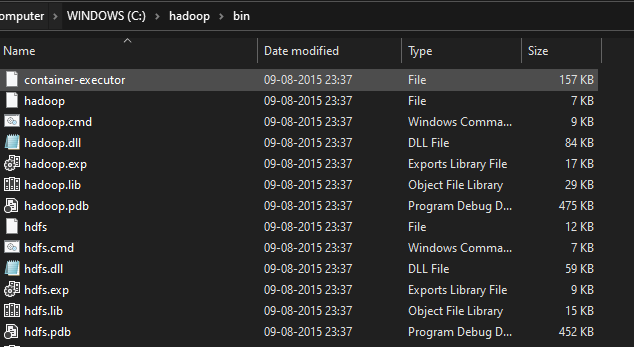 omputer > WINDOWS (C:) > hadoop > bin
Name Date modified Type Size
container-executor 09-08-2015 23:37 File 157 KB
hadoop 09-08-2015 23:37 File 7 KB
hadoop.cmd 09-08-2015 23:37 Windows Comma... 9 KB
hadoop.dll 09-08-2015 23:37 DLL File 84 KB
hadoop.exp 09-08-2015 23:37 Exports Library File 17 KB
hadoop.lib 09-08-2015 23:37 Object File Library 29 KB
hadoop.pdb 09-08-2015 23:37 Program Debug D... 475 KB
hdfs 09-08-2015 23:37 File 12 KB
hdfs.cmd 09-08-2015 23:37 Windows Comma... 7 KB
hdfs.dll 09-08-2015 23:37 DLL File 59 KB
hdfs.exp 09-08-2015 23:37 Exports Library File 9 KB
hdfs.lib 09-08-2015 23:37 Object File Library 15 KB
hdfs.pdb 09-08-2015 23:37 Program Debug D... 452 KB